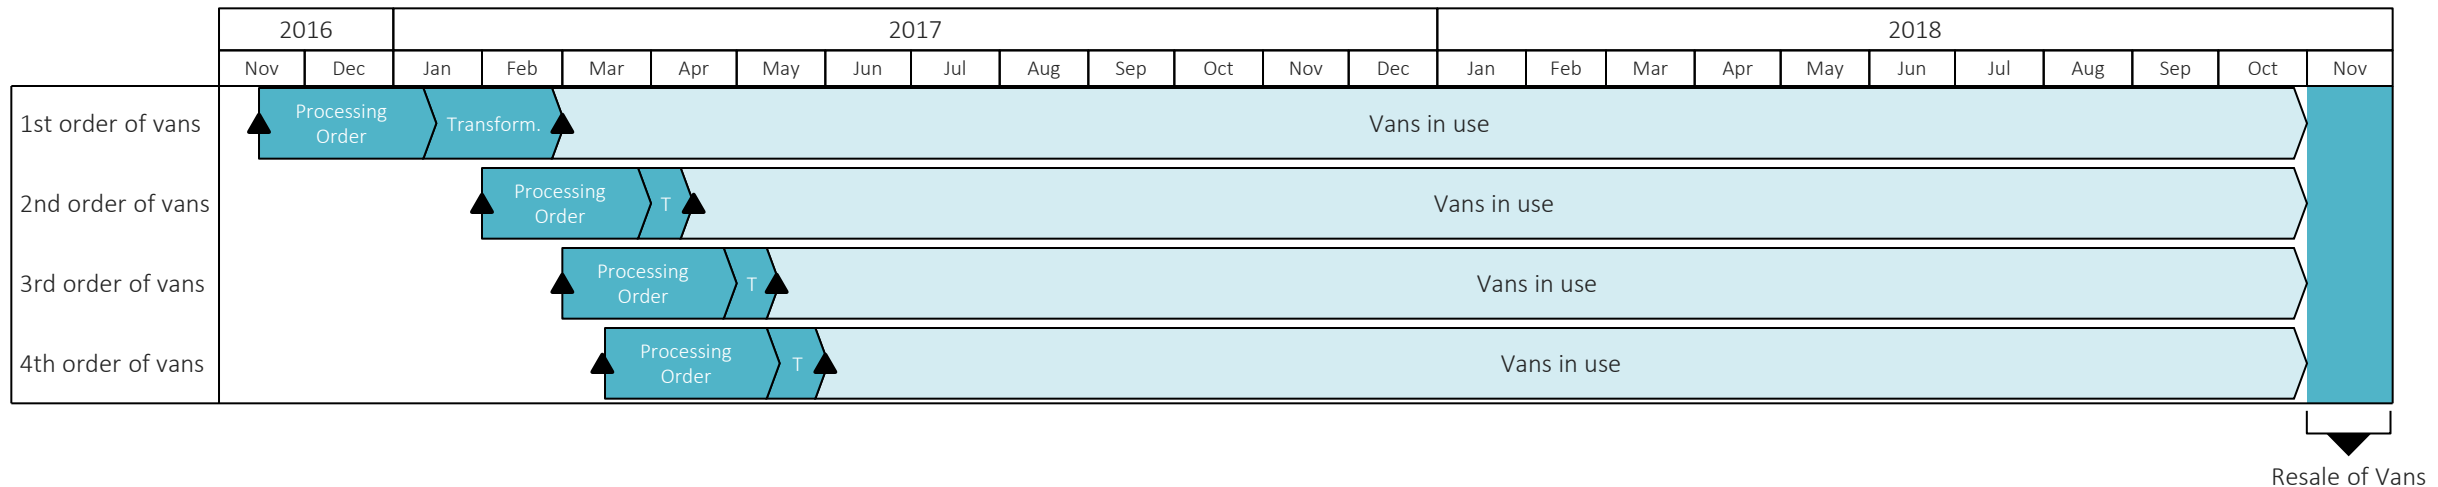 2016 2017 2018
Nov Dec Jan Feb Mar Apr May Jun Jul Aug Sep Oct Nov Dec Jan Feb Mar Apr May Jun Jul Aug Sep Oct Nov
1st order of vans
Processing
Order
Transform.
Vans in use
2nd order of vans
Processing
Order
T
Vans in use
3rd order of vans
Processing
Order
T
Vans in use
4th order of vans
Processing
Order
T
Vans in use
Resale of Vans